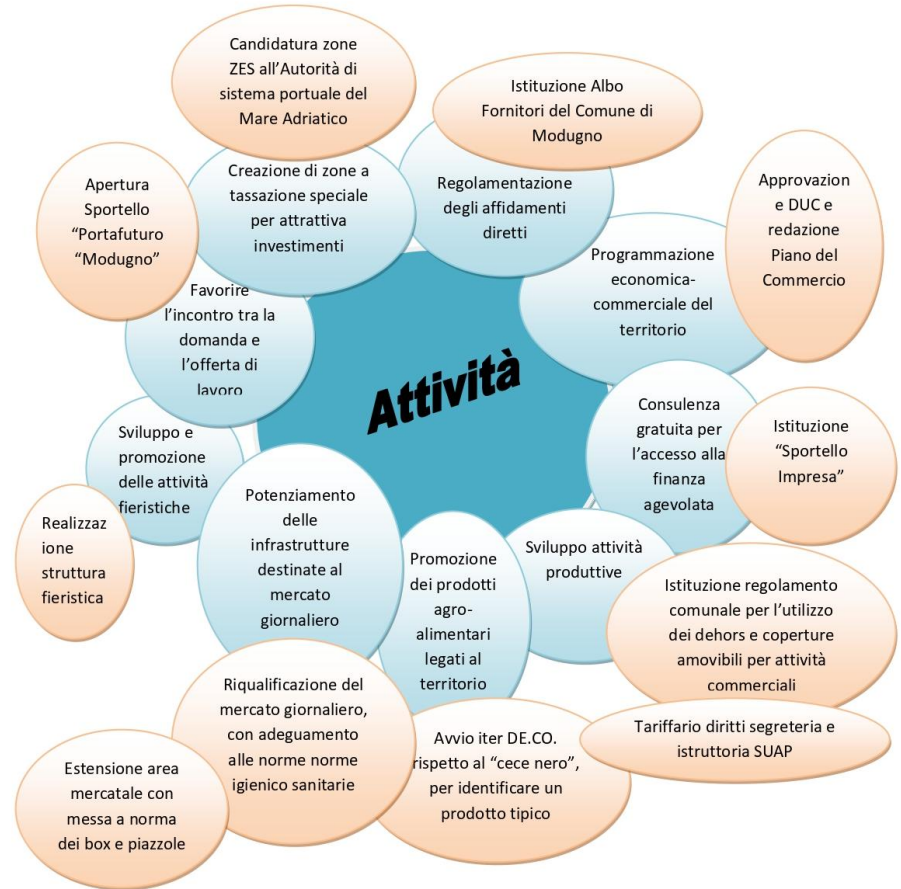 Candidatura zone
ZES all’Autorità di
sistema portuale del
Mare Adriatico
Istituzione Albo
Fornitori del Comune di
Modugno
Apertura
Sportello
“Portafuturo
“Modugno”
Creazione di zone a
tassazione speciale
per attrattiva
investimenti
Regolamentazione
degli affidamenti
diretti
Approvazion
e DUC e
redazione
Piano del
Commercio
Programmazione
economica-
commerciale del
territorio
Favorire
l’incontro tra la
domanda e
l’offerta di
lavoro
Attività
Consulenza
gratuita per
l’accesso alla
finanza
agevolata
Istituzione
“Sportello
Impresa”
Sviluppo e
promozione
delle attività
fieristiche
Realizzaz
ione
struttura
fieristica
Potenziamento
delle
infrastrutture
destinate al
mercato
giornaliero
Promozione
dei prodotti
agro-
alimentari
legati al
territorio
Sviluppo attività
produttive
Istituzione regolamento
comunale per l’utilizzo
dei dehors e coperture
amovibili per attività
commerciali
Tariffario diritti segreteria e
istruttoria SUAP
Riqualificazione del
mercato giornaliero,
con adeguamento
alle norme norme
igienico sanitarie
Avvio iter DE.CO.
rispetto al “cece nero”,
per identificare un
prodotto tipico
Estensione area
mercatale con
messa a norma
dei box e piazzole